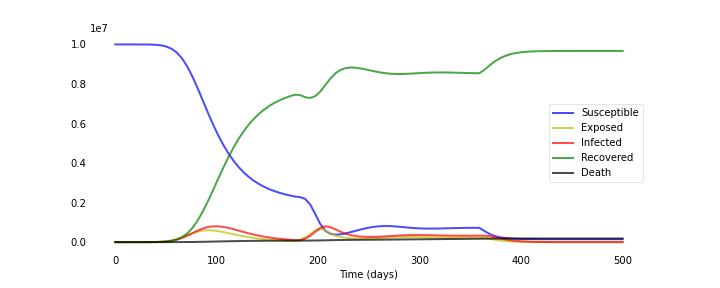 1e7
1.0
0.8
0.6
0.4
0.2
0.0
Susceptible
Exposed
Infected
Recovered
Death
0 100 200 300 400 500
Time (days)